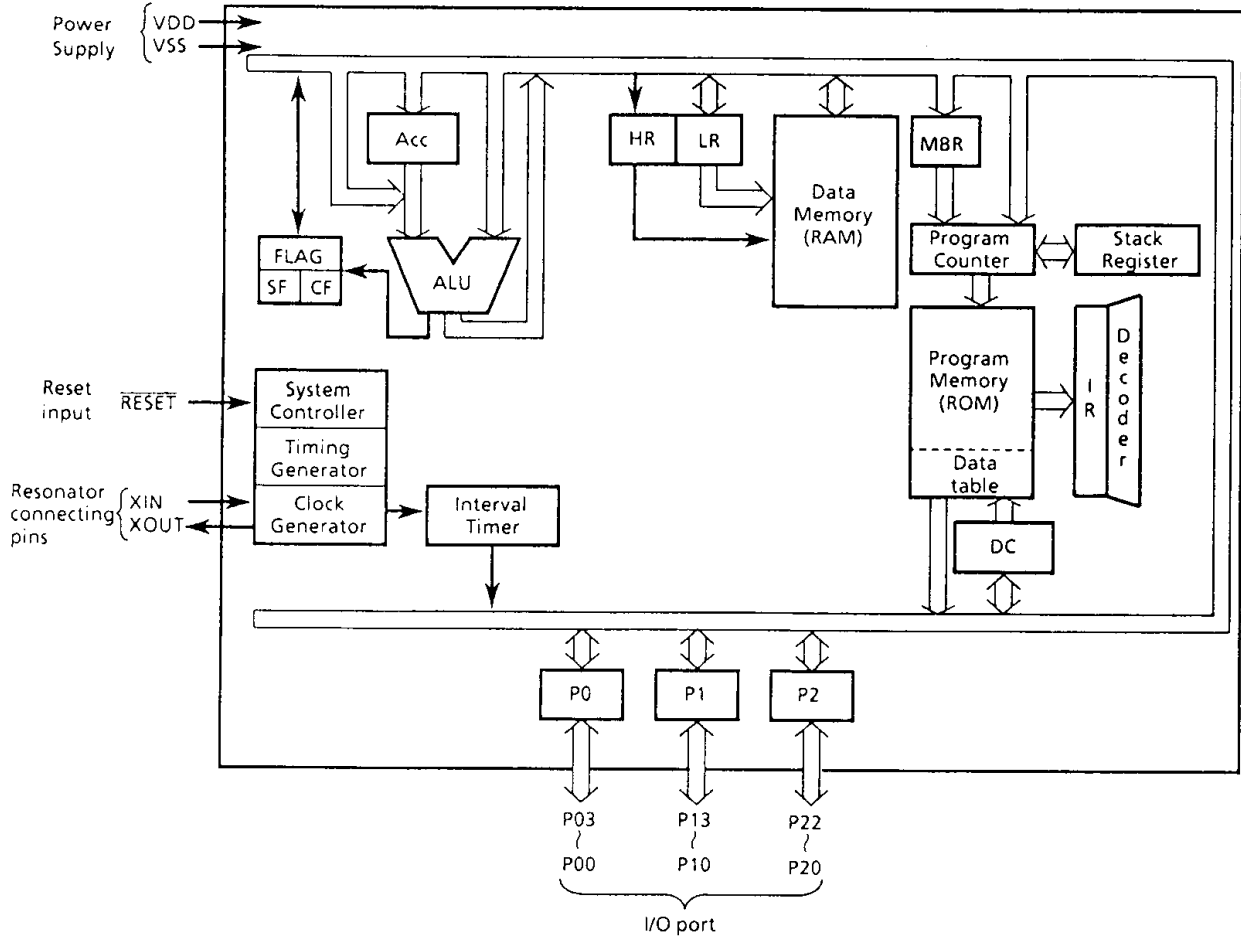 Power
Supply
VDD
VSS
Acc
HR
LR
MBR
Data
Memory
(RAM)
Program
Counter
Stack
Register
FLAG
SF
CF
ALU
Program
Memory
(ROM)
Data
table
IR
Decoder
Reset
input
RESET
System
Controller
Timing
Generator
Clock
Generator
Resonator
connecting
pins
XIN
XOUT
Interval
Timer
DC
P0
P1
P2
P03
~
P00
P13
~
P10
P22
~
P20
I/O port